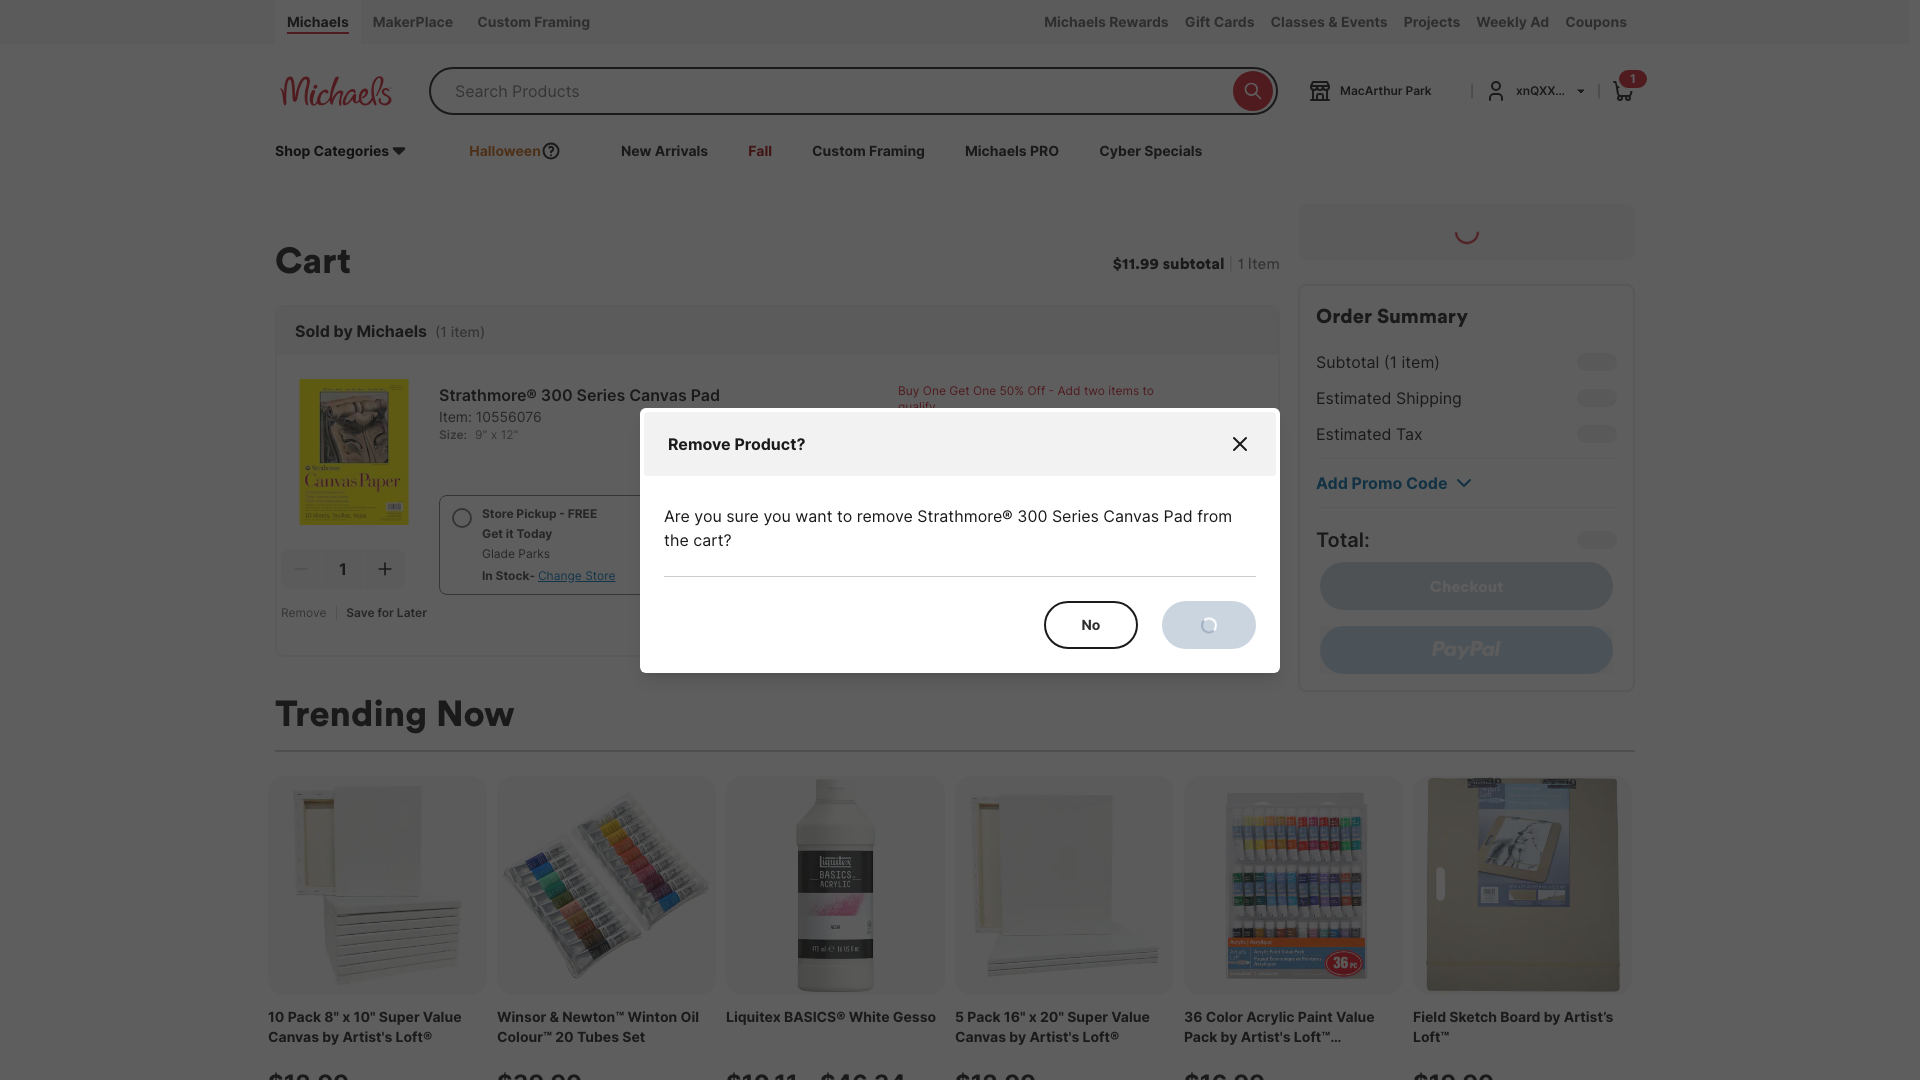 Michaels
MakerPlace
Custom Framing
Michaels Rewards
Gift Cards
Classes & Events
Projects
Weekly Ad
Coupons
Michaels
Search Products
MacArthur Park
xnQXX...
1
Shop Categories
Halloween
New Arrivals
Fall
Custom Framing
Michaels PRO
Cyber Specials
Cart
$11.99 subtotal
1 Item
Sold by Michaels (1 item)
Strathmore® 300 Series Canvas Pad
Item: 10556076
Size: 9" x 12"
Buy One Get One 50% Off - Add two items to
qualify
Strathmore
Canvas Paper
Store Pickup - FREE
Get it Today
Glade Parks
In Stock- Change Store
1
Remove
Save for Later
Remove Product?
Are you sure you want to remove Strathmore® 300 Series Canvas Pad from
the cart?
No
Order Summary
Subtotal (1 item)
Estimated Shipping
Estimated Tax
Add Promo Code
Total:
Checkout
PayPal
Trending Now
Liquitex
BASICS
ACRYLIC
36 PC
10 Pack 8" x 10" Super Value
Canvas by Artist's Loft®
Winsor & Newton™ Winton Oil
Colour™ 20 Tubes Set
Liquitex BASICS® White Gesso
5 Pack 16" x 20" Super Value
Canvas by Artist's Loft®
36 Color Acrylic Paint Value
Pack by Artist's Loft™...
Field Sketch Board by Artist’s
Loft™